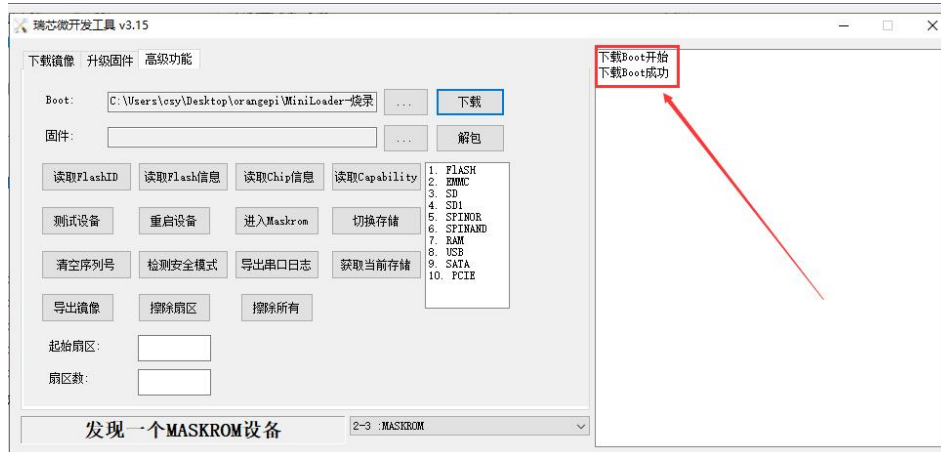 瑞芯微开发工具 v3.15
下载镜像 升级固件 高级功能
Boot: C:\Users\csy\Desktop\orangepi\MiniLoader-烧录 ... 下载
固件: ... 解包
读取FlashID 读取Flash信息 读取Chip信息 读取Capability
测试设备 重启设备 进入Maskrom 切换存储
清空序列号 检测安全模式 导出串口日志 获取当前存储
导出镜像 擦除扇区 擦除所有
1. FlASH
2. EMMC
3. SD
4. SD1
5. SPINOR
6. SPINAND
7. RAM
8. USB
9. SATA
10. PCIE
起始扇区:
扇区数:
发现一个MASKROM设备 2-3 :MASKROM
下载Boot开始
下载Boot成功